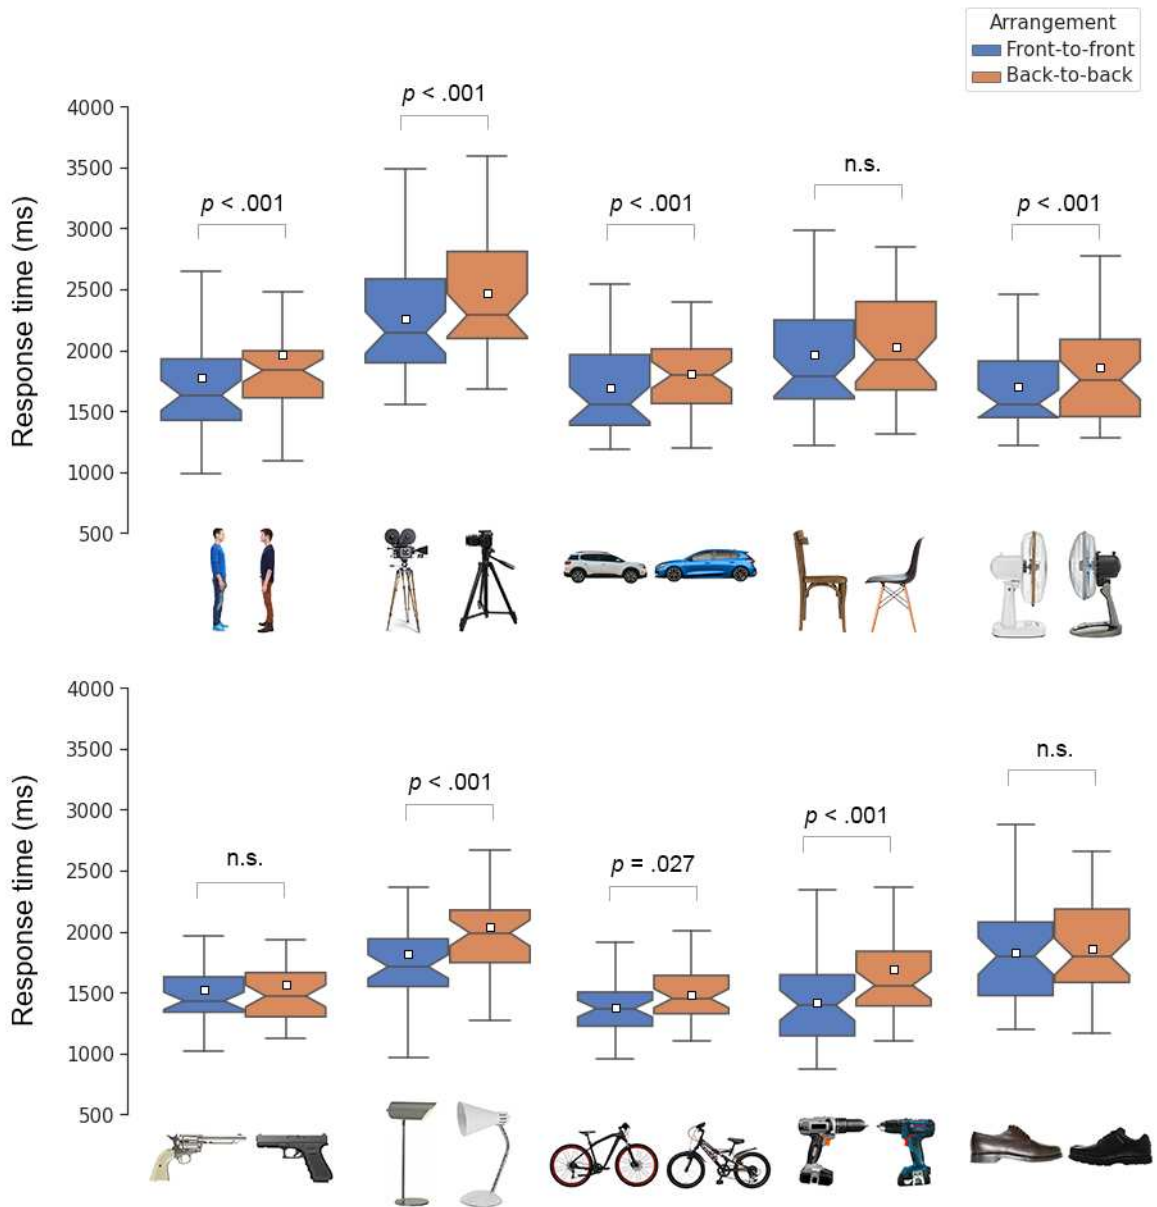 Arrangement
Front-to-front
Back-to-back
p < .001
4000
3500
3000
2500
2000
1500
1000
500
Response time (ms)
p < .001
p < .001
n.s.
p < .001
4000
3500
3000
2500
2000
1500
1000
500
Response time (ms)
n.s.
p < .001
p = .027
p < .001
n.s.